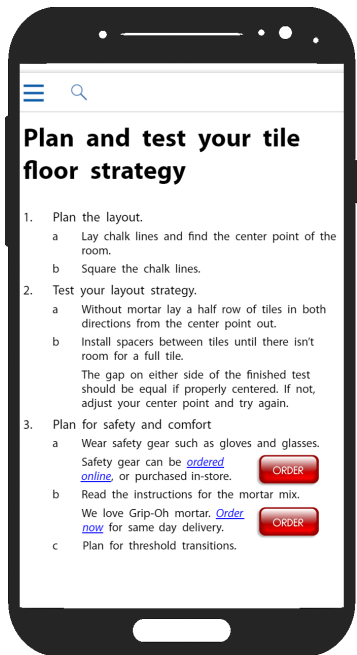 Plan and test your tile
floor strategy
1. Plan the layout.
a Lay chalk lines and find the center point of the
room.
b Square the chalk lines.
2. Test your layout strategy.
a Without mortar lay a half row of tiles in both
directions from the center point out.
b Install spacers between tiles until there isn't
room for a full tile.
The gap on either side of the finished test
should be equal if properly centered. If not,
adjust your center point and try again.
3. Plan for safety and comfort
a Wear safety gear such as gloves and glasses.
Safety gear can be ordered
online, or purchased in-store.
ORDER
b Read the instructions for the mortar mix.
We love Grip-Oh mortar. Order
now for same day delivery.
ORDER
c Plan for threshold transitions.